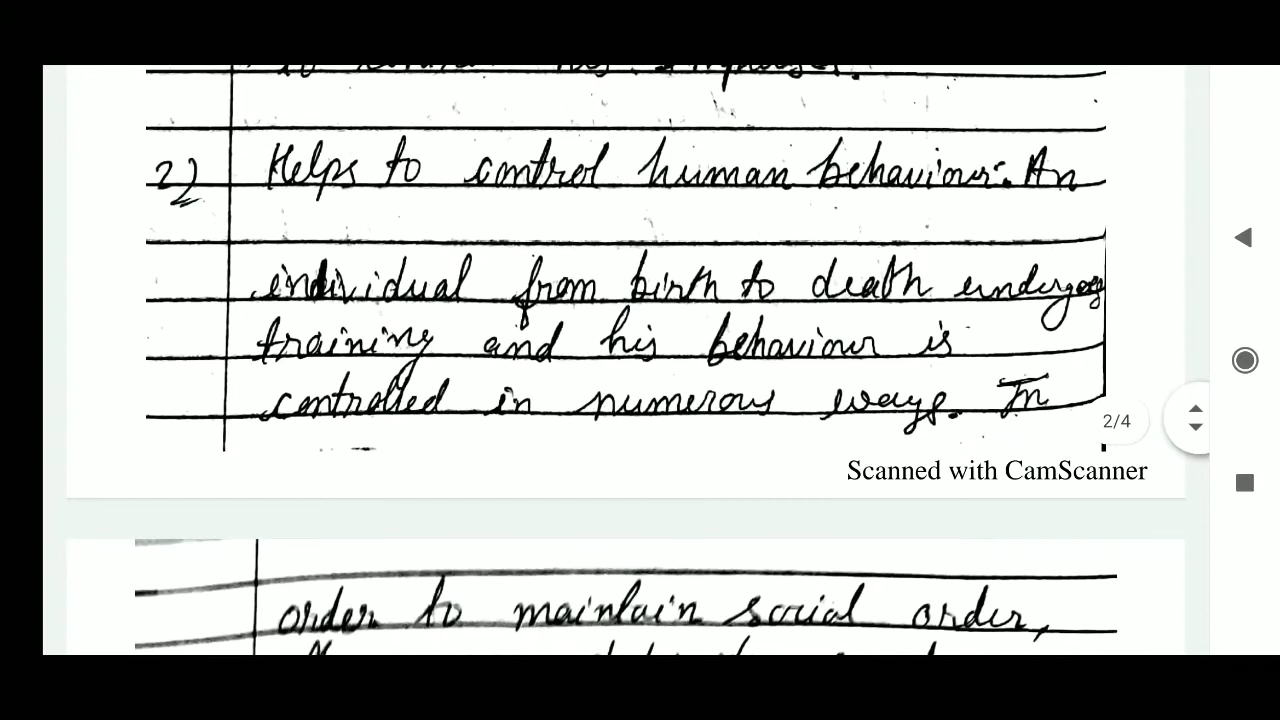 2) Helps to control human behaviour:. An
individual from birth to death undergoes
training and his behaviour is
controlled in numerous ways. In
2/4
Scanned with CamScanner
order to maintain social order,